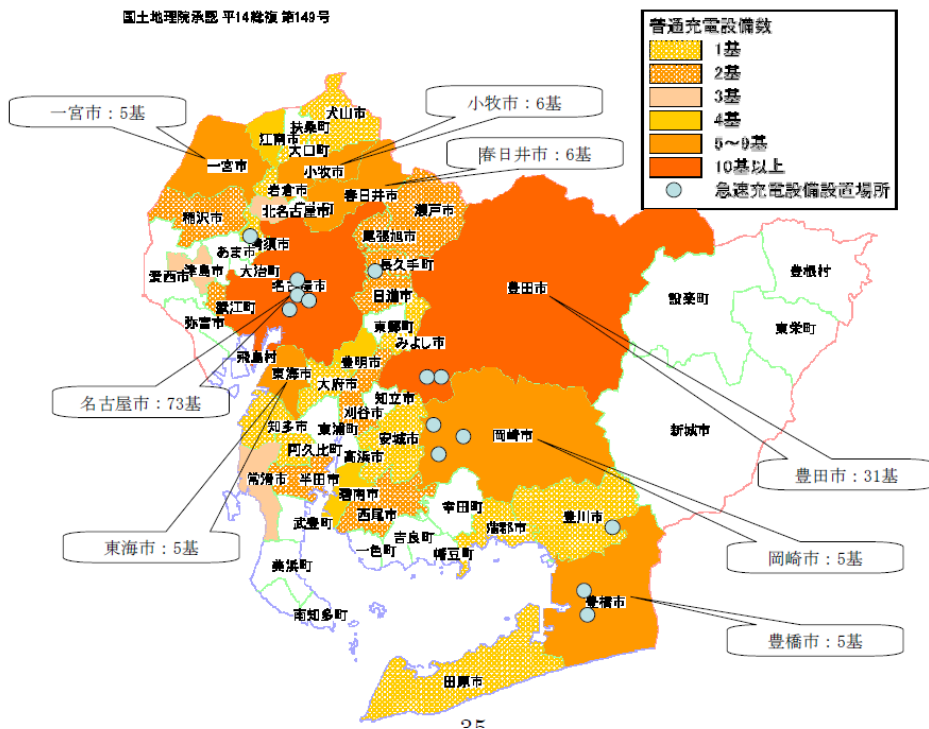 国土地理院承認 平14総複 第149号
普通充電設備数
1基
2基
3基
4基
5～9基
10基以上
急速充電設備設置場所
一宮市：5基
小牧市：6基
春日井市：6基
名古屋市：73基
東海市：5基
豊田市：31基
岡崎市：5基
豊橋市：5基
犬山市
扶桑町
江南市
大口町
一宮市
小牧市
岩倉市
春日井市
北名古屋市
稲沢市
瀬戸市
尾張旭市
清須市
あま市
長久手町
愛西市
津島市
大治町
名古屋市
日進市
豊田市
設楽町
豊根村
東栄町
蟹江町
弥富市
東郷町
みよし市
飛島村
豊明市
東海市
大府市
知立市
刈谷市
知多市
東浦町
安城市
岡崎市
新城市
阿久比町
高浜市
常滑市
半田市
碧南市
西尾市
幸田町
武豊町
吉良町
蒲郡市
豊川市
一色町
幡豆町
美浜町
南知多町
豊橋市
田原市